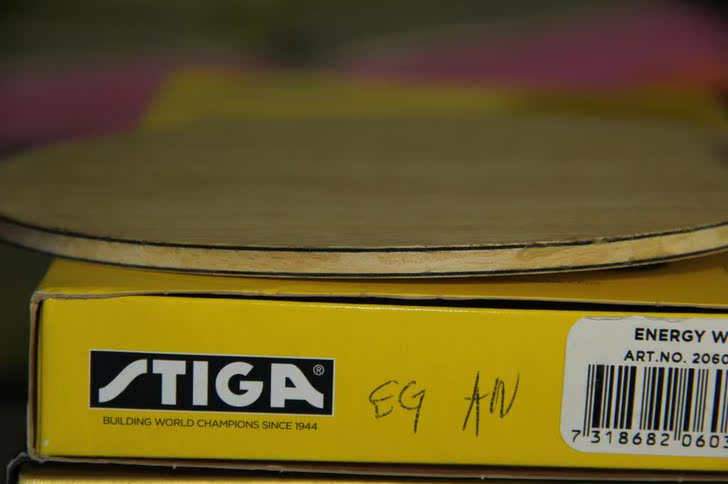 STIGA®
BUILDING WORLD CHAMPIONS SINCE 1944
EG AN
ENERGY W
ART.NO. 2060
7 318682 0603